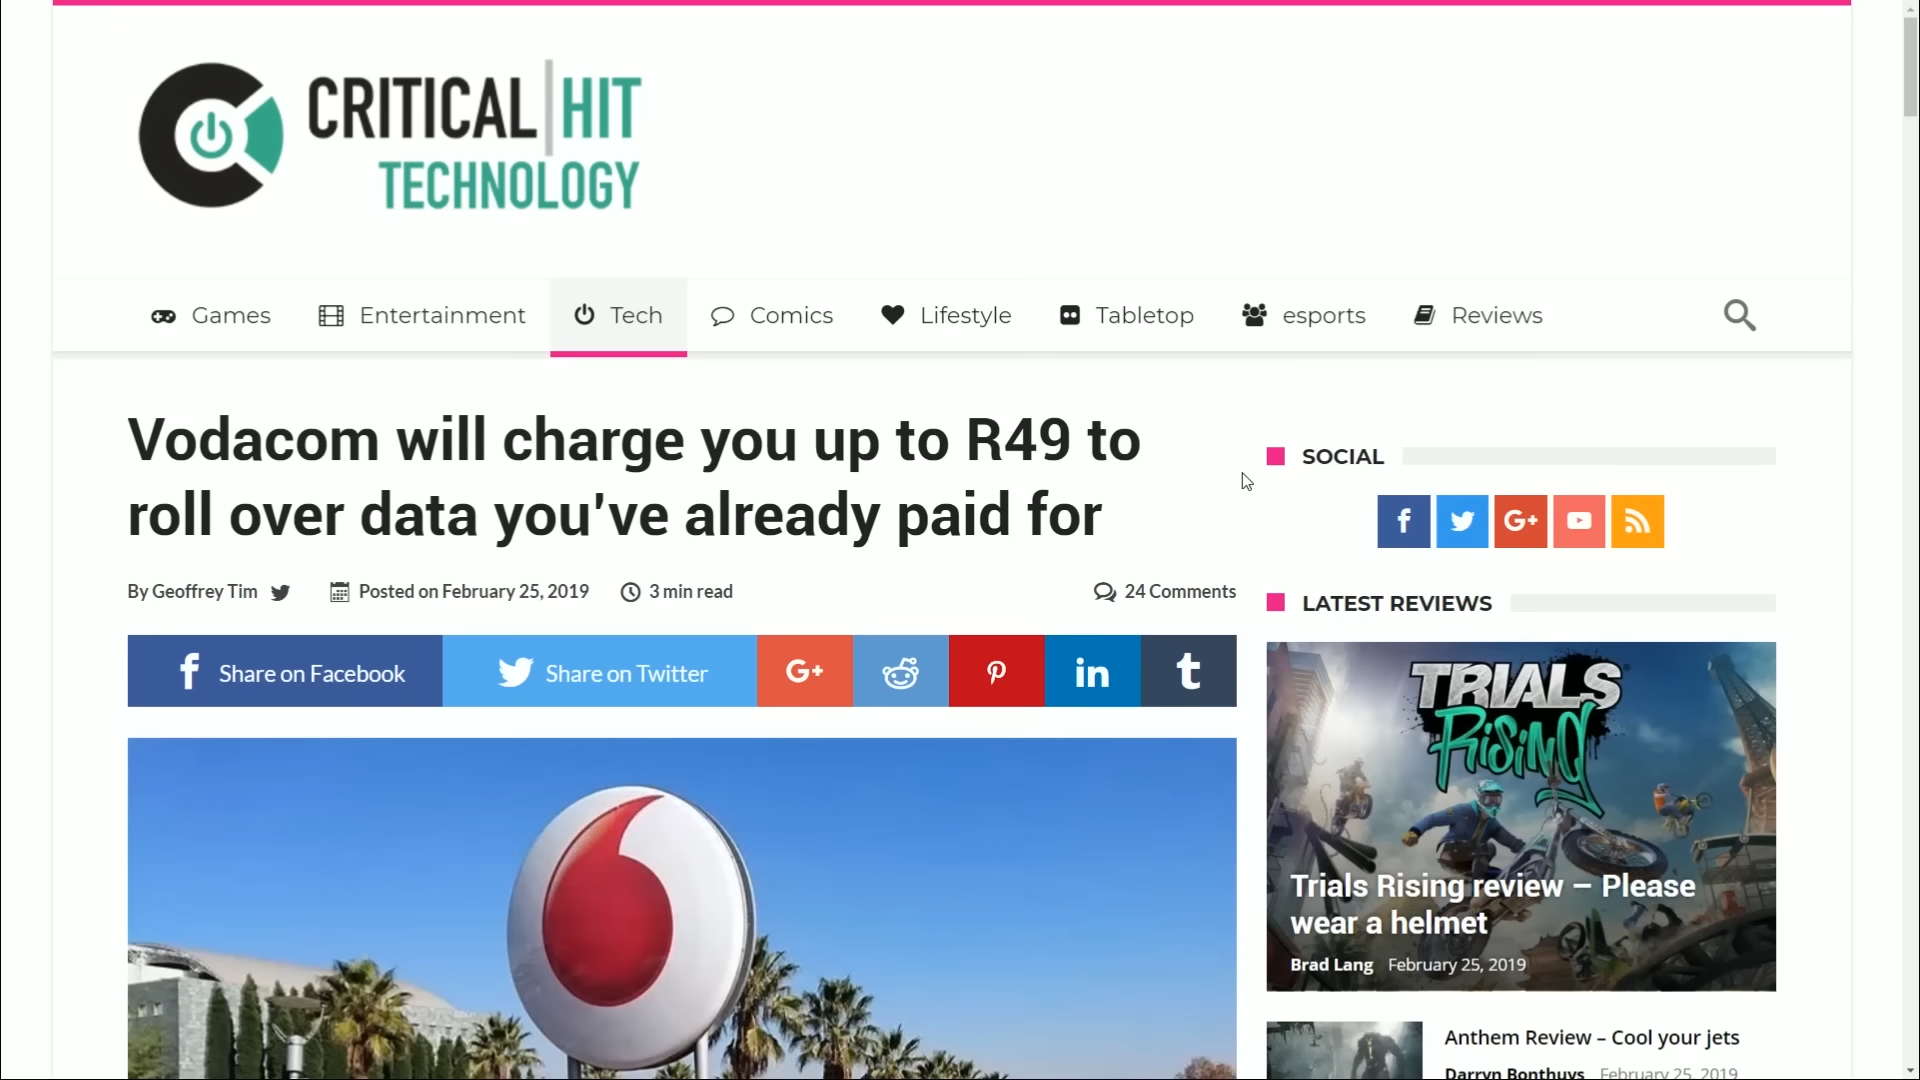 CRITICAL HIT
TECHNOLOGY
Games Entertainment Tech Comics Lifestyle Tabletop esports Reviews
Vodacom will charge you up to R49 to
roll over data you've already paid for
By Geoffrey Tim Posted on February 25, 2019 3 min read 24 Comments
f Share on Facebook Share on Twitter G+ in t
SOCIAL
f G+
LATEST REVIEWS
TRIALS
RISING
Trials Rising review – Please
wear a helmet
Brad Lang February 25, 2019
Anthem Review – Cool your jets
Darryn Bonthuys February 25, 2019